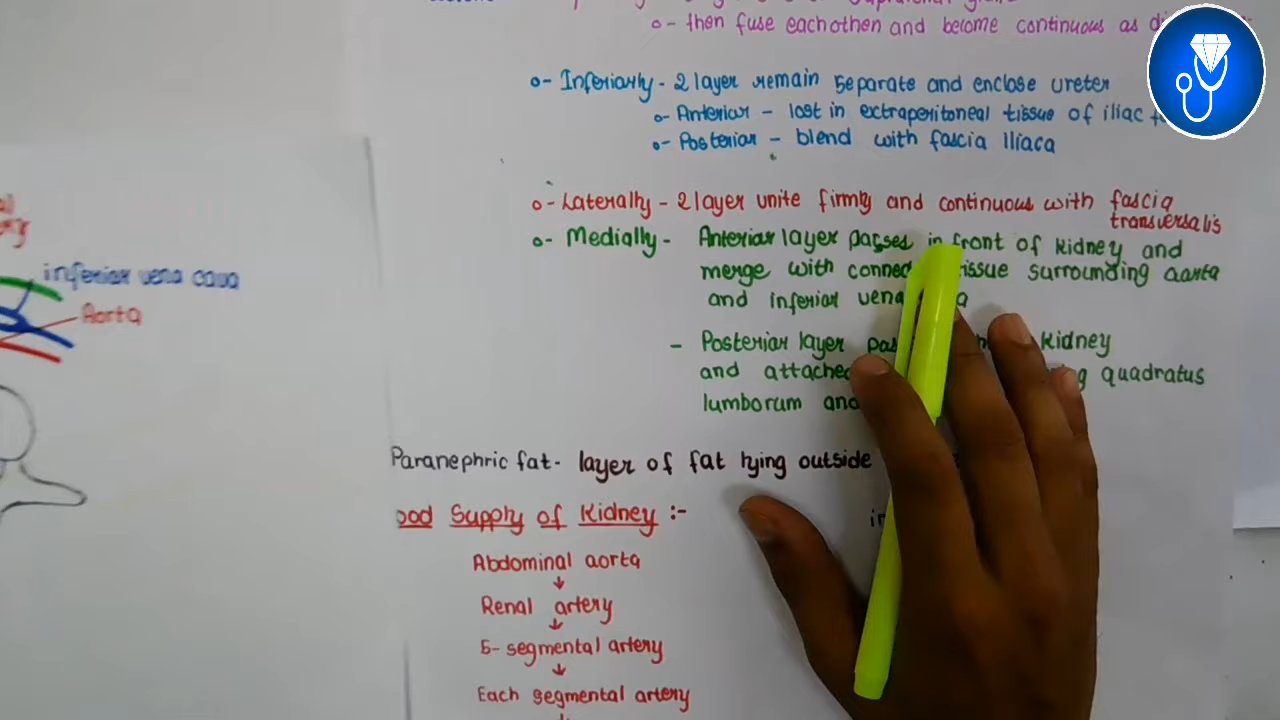 o- then fuse eachother and become continuous as
o- Inferiorly - 2 layer remain separate and enclose ureter
o- Anterior - lost in extraperitoneal tissue of iliac
o- Posterior - blend with fascia Iliaca
o- Laterally - 2 layer unite firmly and continuous with fascia
transversalis
o- Medially - Anterior layer passes in front of kidney and
merge with tissue surrounding aorta
and inferior vena
inferior vena cava
Aorta
- Posterior layer kidney
and attached quadratus
lumborum and
Paranephric fat - layer of fat lying outside
ood Supply of Kidney :-
Abdominal aorta
↓
Renal artery
↓
5- segmental artery
↓
Each segmental artery